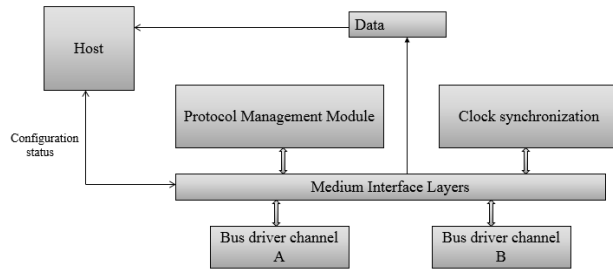 Data
Host
Protocol Management Module
Clock synchronization
Configuration
status
Medium Interface Layers
Bus driver channel
A
Bus driver channel
B